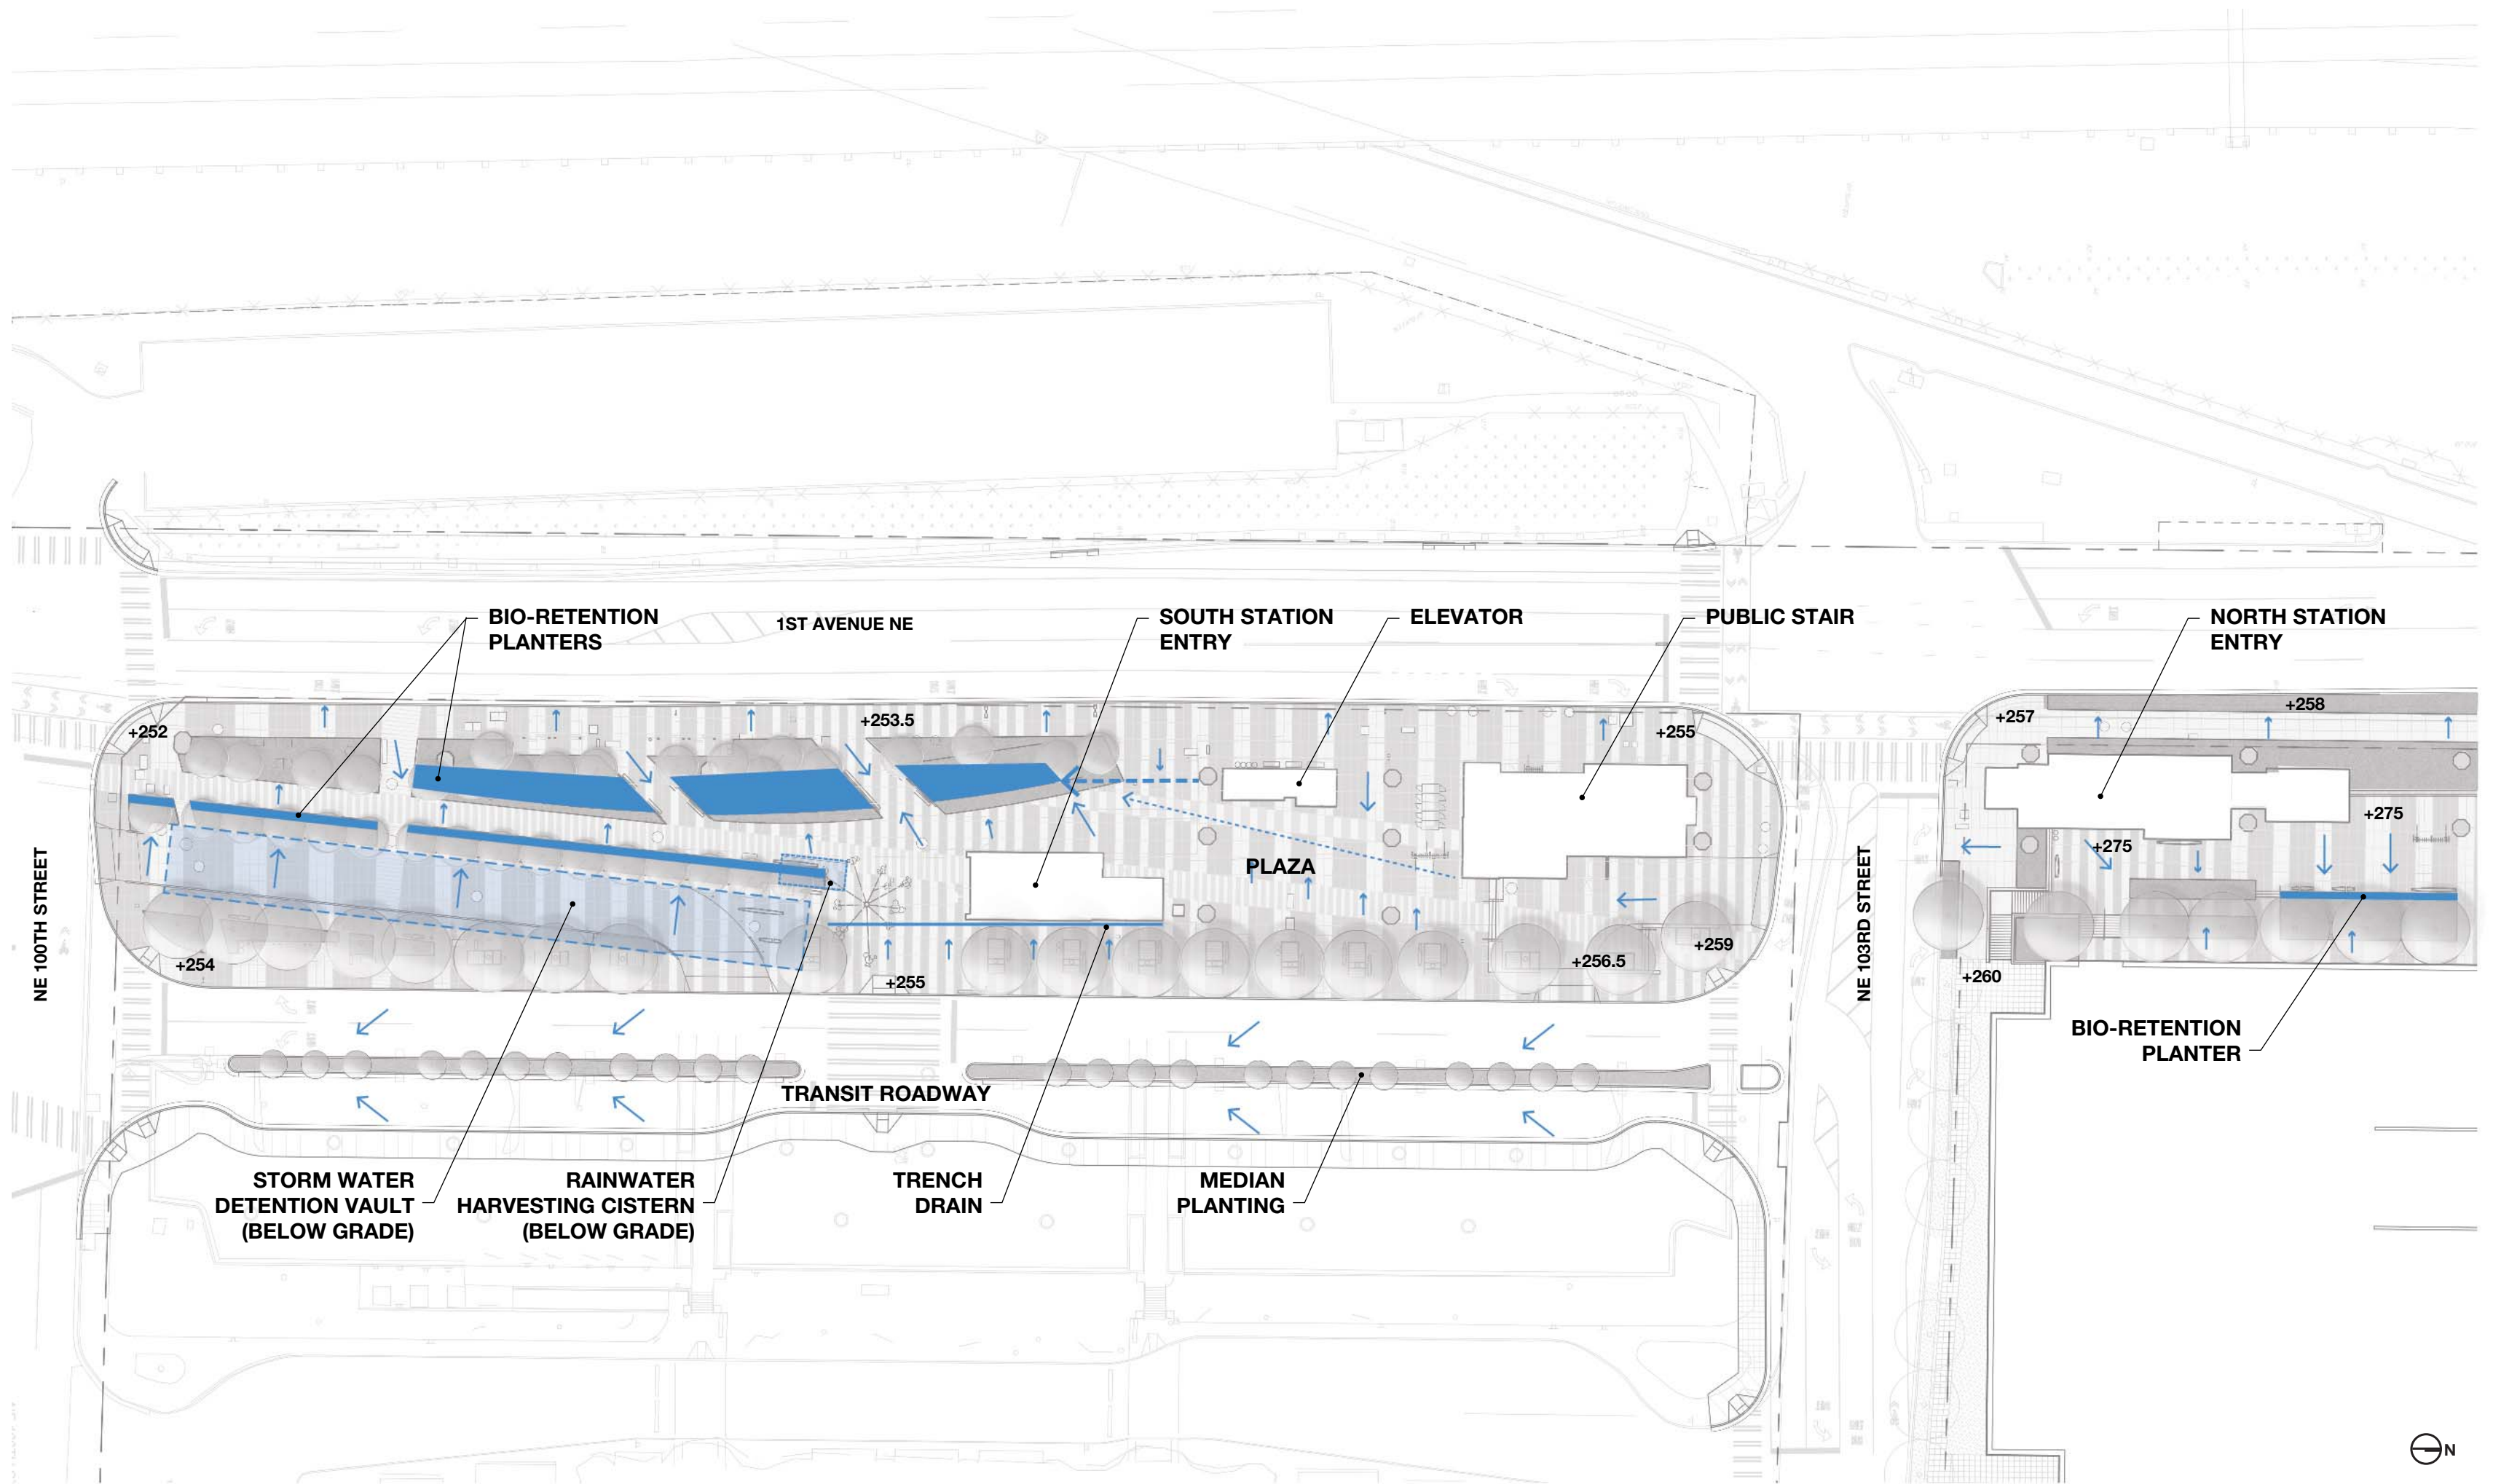 BIO-RETENTION
PLANTERS
1ST AVENUE NE
SOUTH STATION
ENTRY
ELEVATOR
PUBLIC STAIR
NORTH STATION
ENTRY
+252
+253.5
+255
+257
+258
+275
+275
PLAZA
NE 100TH STREET
NE 103RD STREET
+254
+255
+256.5
+259
+260
BIO-RETENTION
PLANTER
TRANSIT ROADWAY
STORM WATER
DETENTION VAULT
(BELOW GRADE)
RAINWATER
HARVESTING CISTERN
(BELOW GRADE)
TRENCH
DRAIN
MEDIAN
PLANTING
N